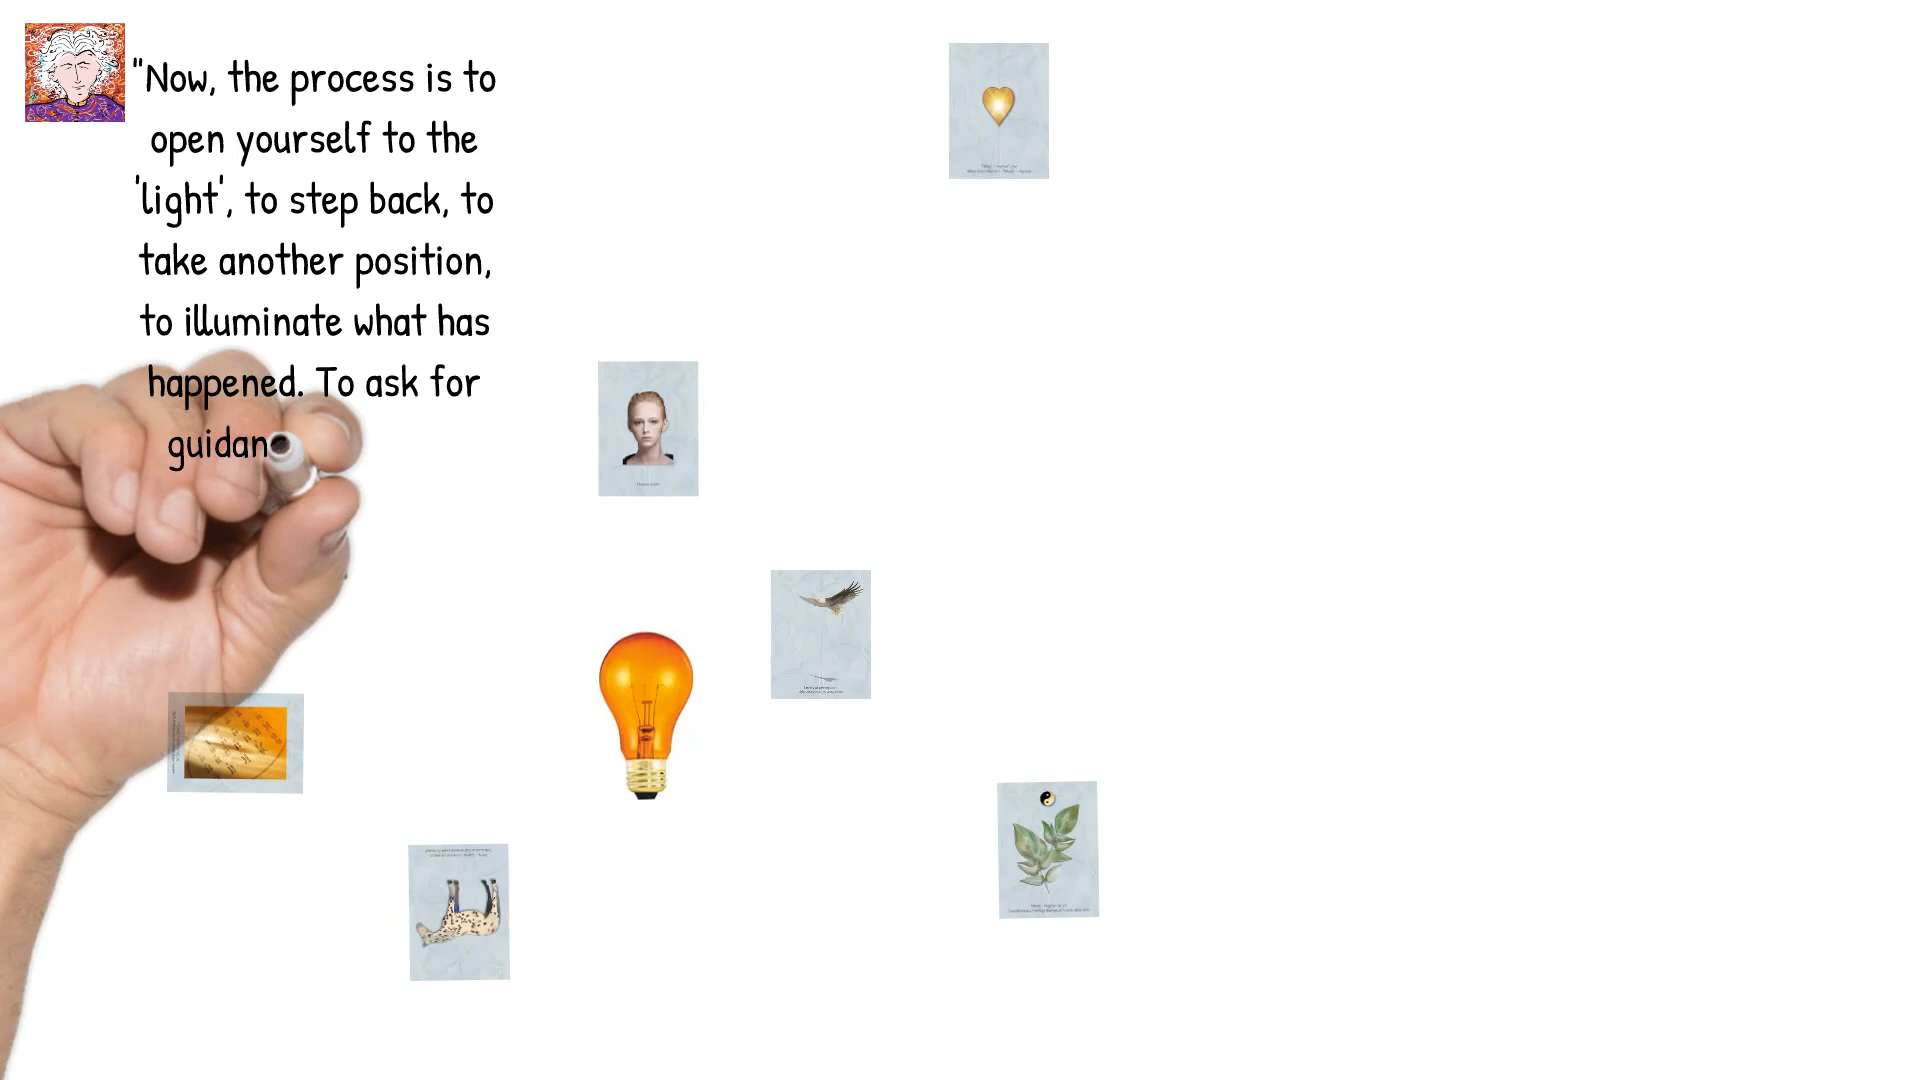 "Now, the process is to
open yourself to the
'light', to step back, to
take another position,
to illuminate what has
happened. To ask for
guidan